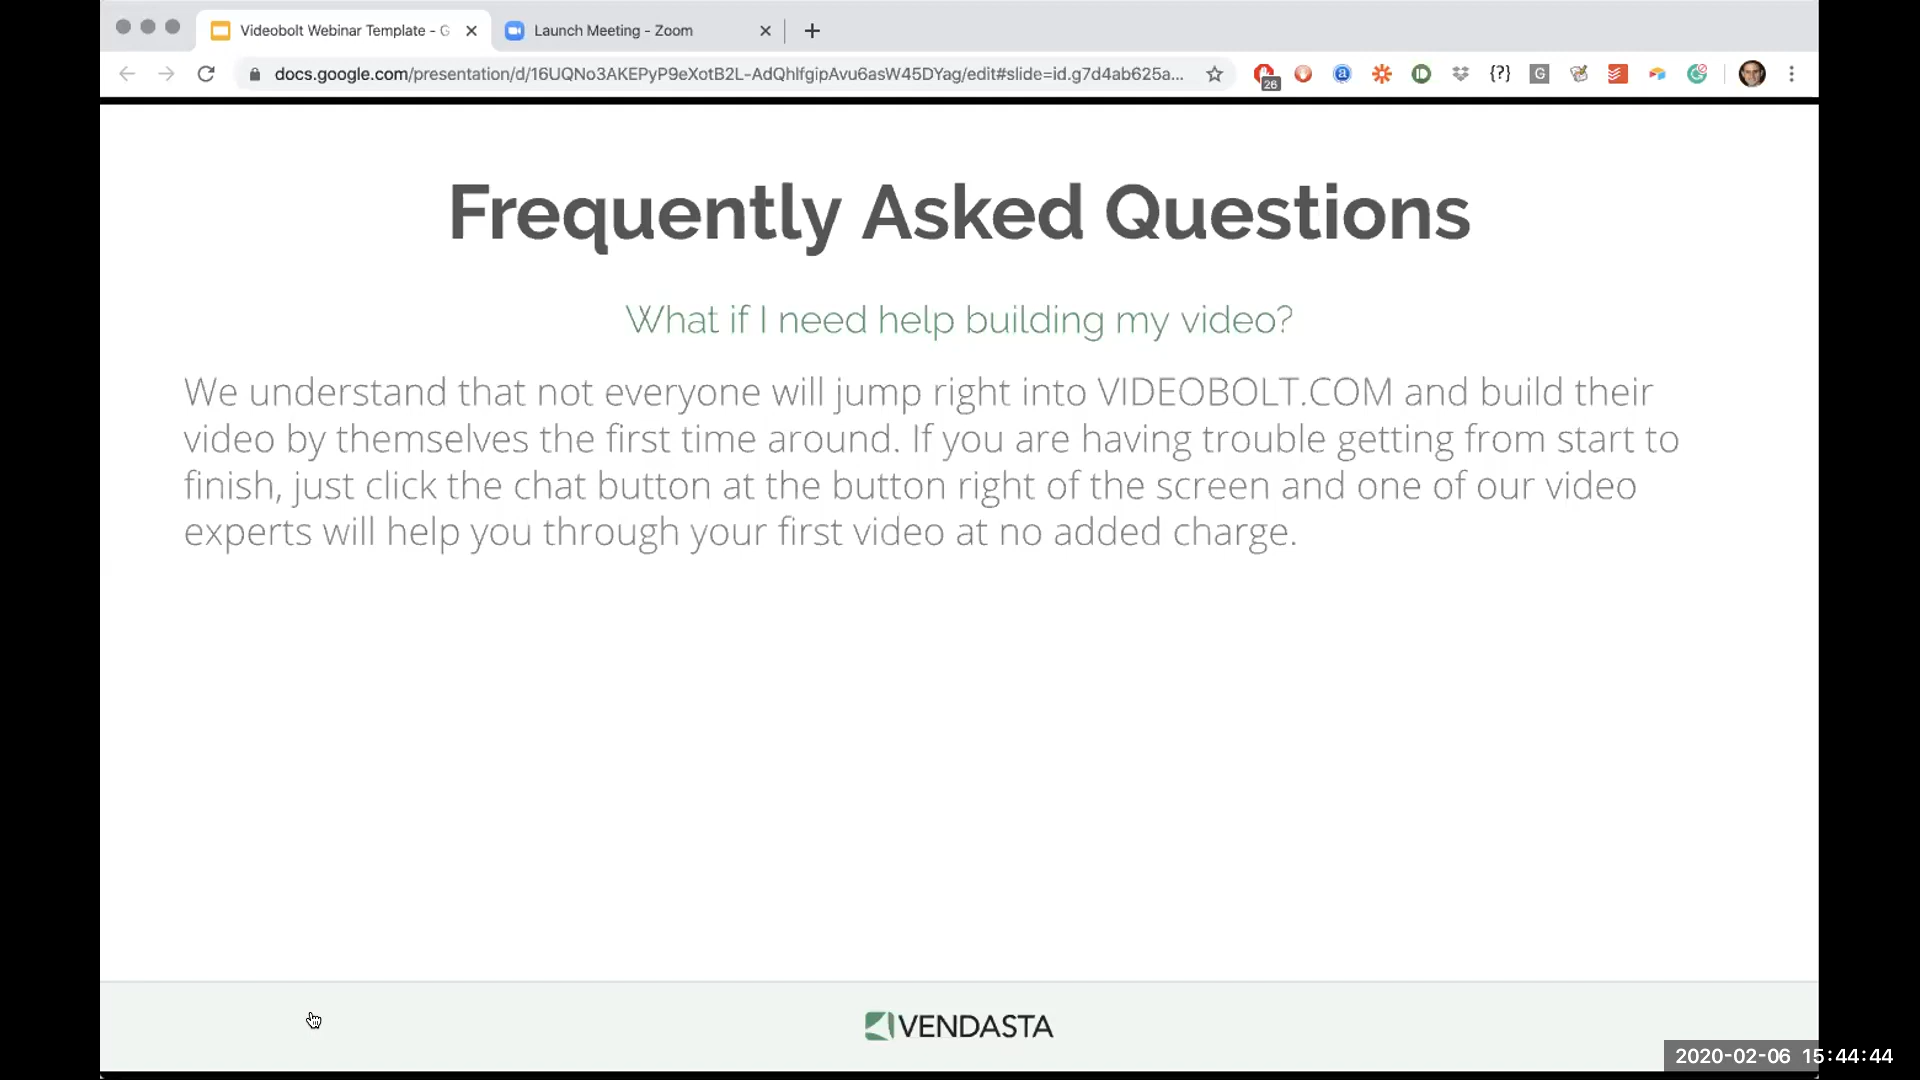 Videobolt Webinar Template - G
Launch Meeting - Zoom
docs.google.com/presentation/d/16UQNo3AKEPyP9eXotB2L-AdQhlfgipAvu6asW45DYag/edit#slide=id.g7d4ab625a...
26
a
{?}
G
Frequently Asked Questions
What if I need help building my video?
We understand that not everyone will jump right into VIDEOBOLT.COM and build their
video by themselves the first time around. If you are having trouble getting from start to
finish, just click the chat button at the button right of the screen and one of our video
experts will help you through your first video at no added charge.
VENDASTA
2020-02-06 15:44:44